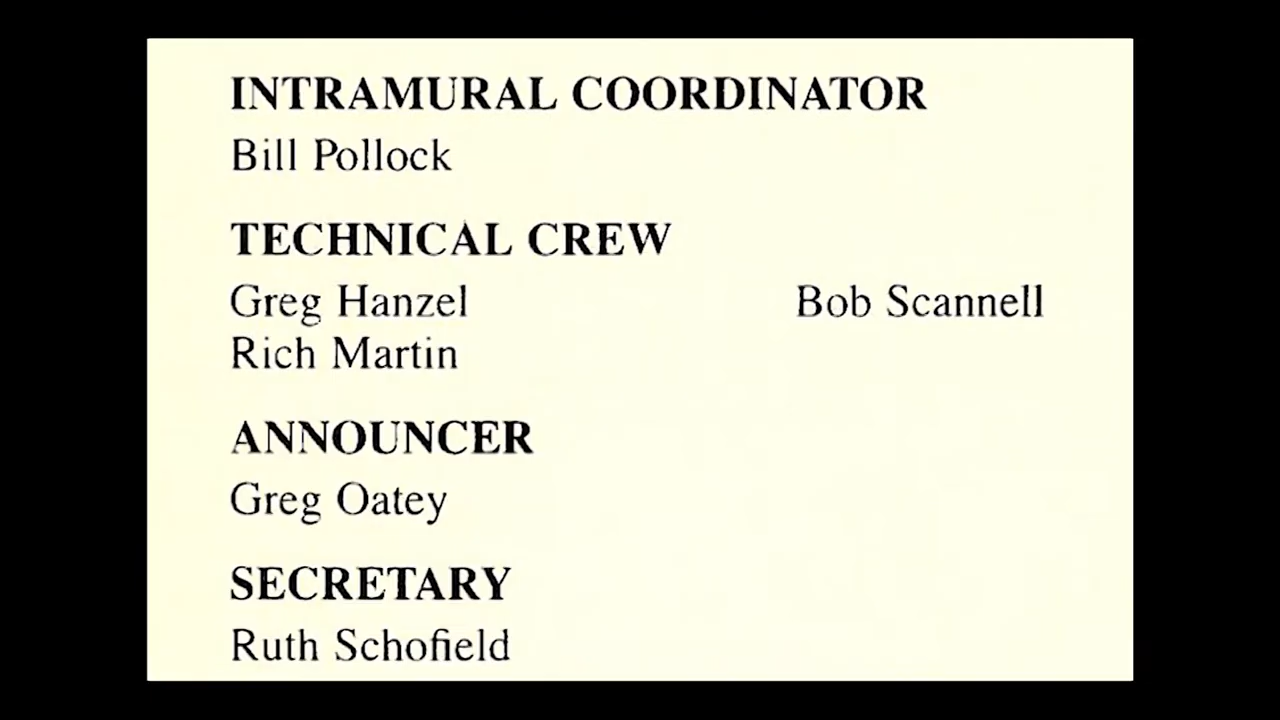 INTRAMURAL COORDINATOR
Bill Pollock
TECHNICAL CREW
Greg Hanzel Bob Scannell
Rich Martin
ANNOUNCER
Greg Oatey
SECRETARY
Ruth Schofield